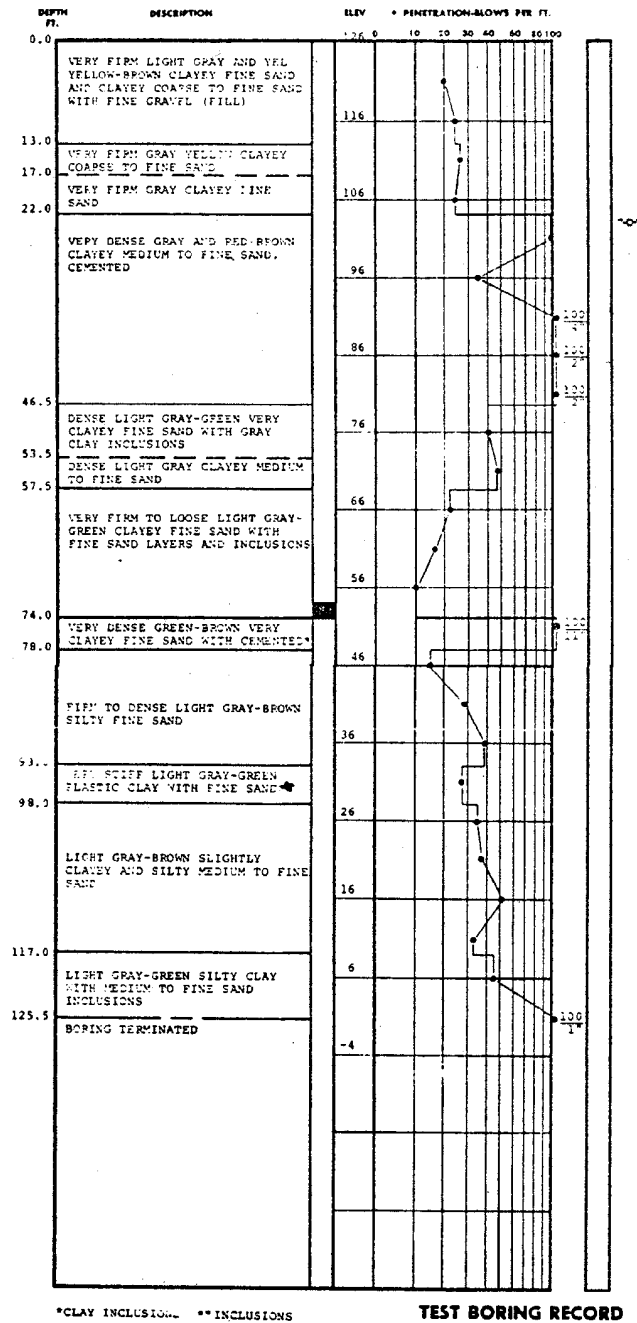 DEPTH FT. DESCRIPTION ELEV • PENETRATION-BLOWS PER FT.
0 10 20 30 40 60 80 100
0.0 126
VERY FIRM LIGHT GRAY AND YEL
YELLOW-BROWN CLAYEY FINE SAND
AND CLAYEY COARSE TO FINE SAND
WITH FINE GRAVEL (FILL)
116
13.0
VERY FIRM GRAY YELLOW CLAYEY
COARSE TO FINE SAND
17.0
VERY FIRM GRAY CLAYEY FINE
SAND
106
22.0
VERY DENSE GRAY AND RED-BROWN
CLAYEY MEDIUM TO FINE SAND,
CEMENTED
96
100
86
100
2"
100
2"
46.5
DENSE LIGHT GRAY-GREEN VERY
CLAYEY FINE SAND WITH GRAY
CLAY INCLUSIONS
76
53.5
DENSE LIGHT GRAY CLAYEY MEDIUM
TO FINE SAND
57.5
66
VERY FIRM TO LOOSE LIGHT GRAY-
GREEN CLAYEY FINE SAND WITH
FINE SAND LAYERS AND INCLUSIONS
56
74.0
VERY DENSE GREEN-BROWN VERY
CLAYEY FINE SAND WITH CEMENTED*
100
11"
78.0
46
FIRM TO DENSE LIGHT GRAY-BROWN
SILTY FINE SAND
36
93.
STIFF LIGHT GRAY-GREEN
PLASTIC CLAY WITH FINE SAND
98.0
26
LIGHT GRAY-BROWN SLIGHTLY
CLAYEY AND SILTY MEDIUM TO FINE
SAND
16
117.0
LIGHT GRAY-GREEN SILTY CLAY
WITH MEDIUM TO FINE SAND
INCLUSIONS
6
125.5
BORING TERMINATED
100
1"
-4
*CLAY INCLUSIONS **INCLUSIONS
TEST BORING RECORD